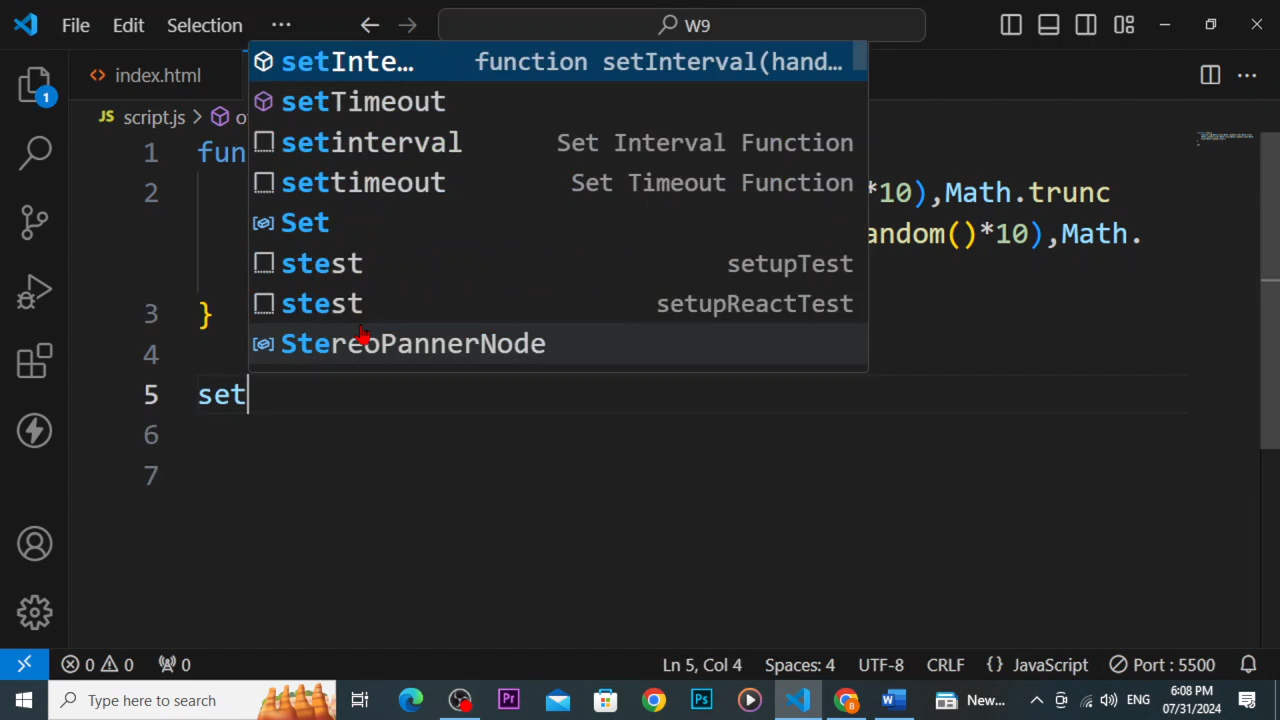 File Edit Selection ··· W9
index.html
script.js > o
setInte… function setInterval(hand…
setTimeout
setinterval Set Interval Function
settimeout Set Timeout Function
Set
stest setupTest
stest setupReactTest
StereoPannerNode
1 fun
2 *10),Math.trunc
andom()*10),Math.
3 }
4
5 set
6
7
1
0 0 0 Ln 5, Col 4 Spaces: 4 UTF-8 CRLF {} JavaScript Port : 5500
Type here to search New... ENG 6:08 PM
07/31/2024